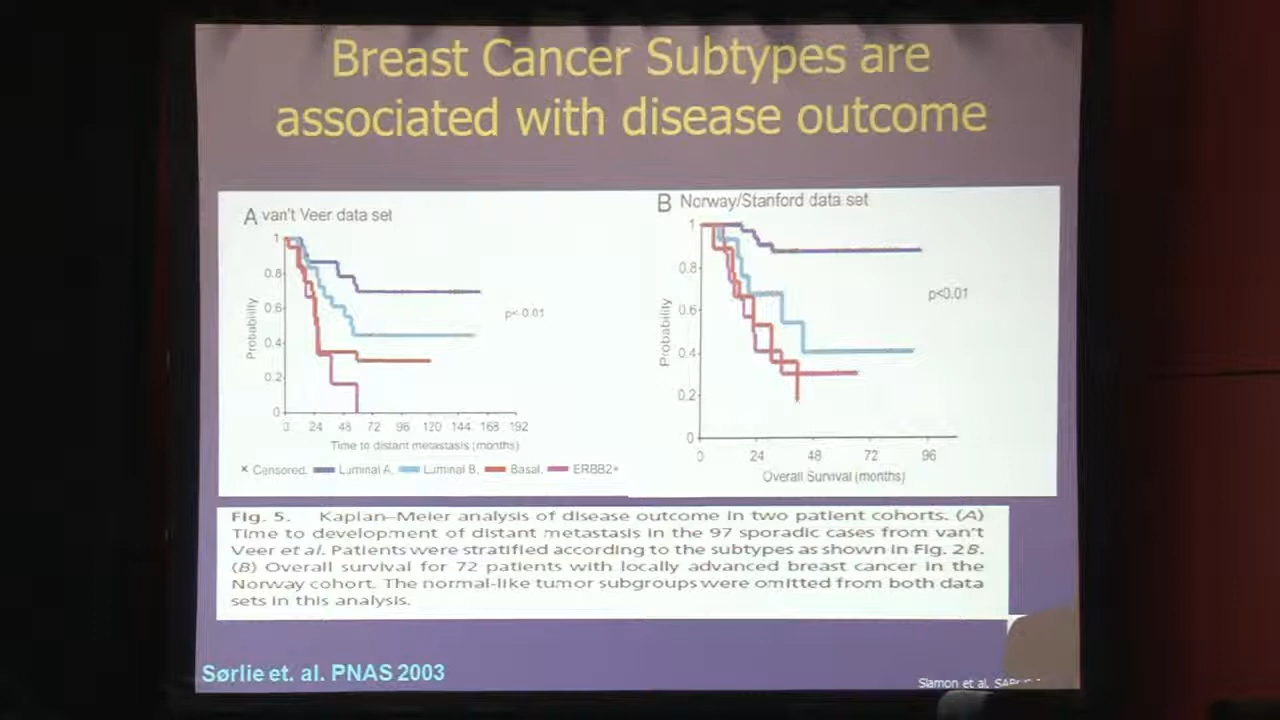 Breast Cancer Subtypes are
associated with disease outcome
A van't Veer data set
1
0.8
0.6
0.4
0.2
0
Probability
p<0.01
0 24 48 72 96 120 144 168 192
Time to distant metastasis (months)
× Censored, Luminal A, Luminal B, Basal, ERBB2+
B Norway/Stanford data set
1
0.8
0.6
0.4
0.2
0
Probability
p<0.01
0 24 48 72 96
Overall Survival (months)
Fig. 5. Kaplan–Meier analysis of disease outcome in two patient cohorts. (A)
Time to development of distant metastasis in the 97 sporadic cases from van't
Veer et al. Patients were stratified according to the subtypes as shown in Fig. 2B.
(B) Overall survival for 72 patients with locally advanced breast cancer in the
Norway cohort. The normal-like tumor subgroups were omitted from both data
sets in this analysis.
Sørlie et. al. PNAS 2003
Slamon et al.